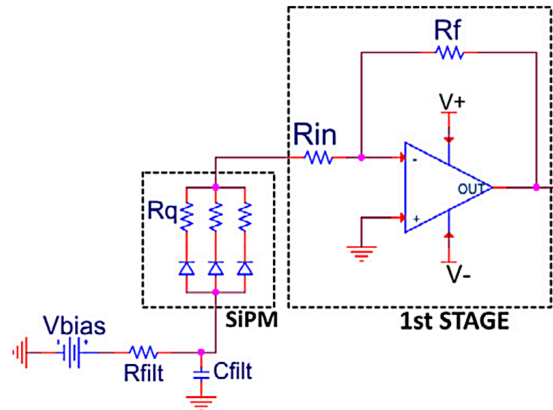 Rf
V+
Rin
-
OUT
+
Rq
V-
SiPM
1st STAGE
Vbias
Rfilt
Cfilt